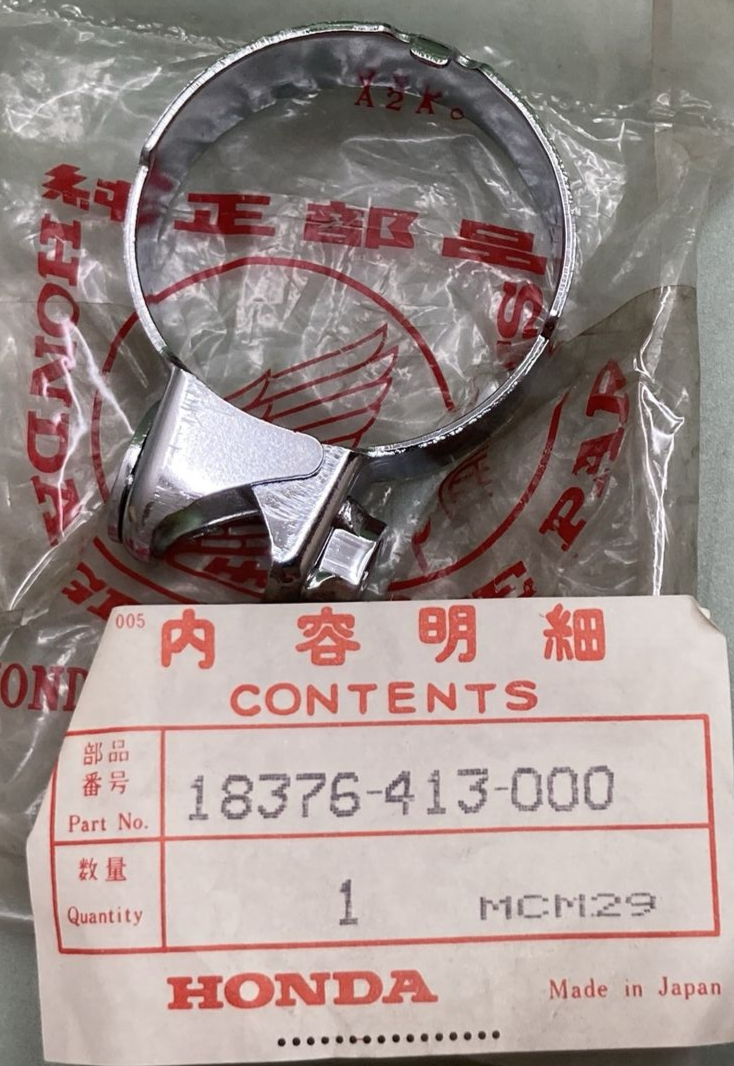 純正部品
HONDA
005
内容明細
CONTENTS
部品
番号
Part No.
18376-413-000
数量
Quantity
1
MCM29
HONDA
Made in Japan